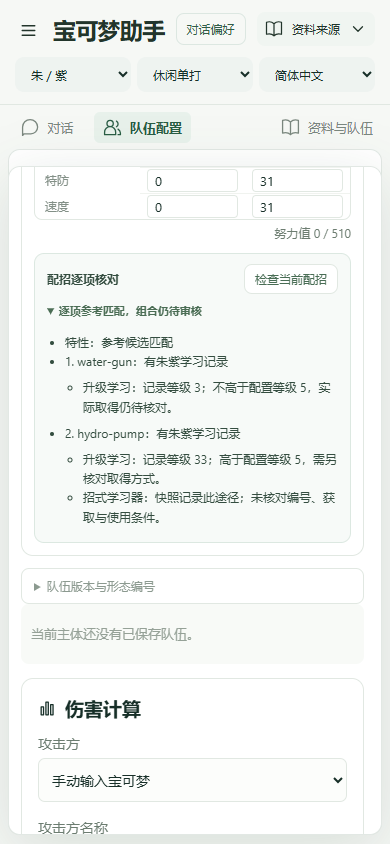 宝可梦助手
对话偏好
资料来源
朱 / 紫
休闲单打
简体中文
对话
队伍配置
资料与队伍
特防 0 31
速度 0 31
努力值 0 / 510
配招逐项核对
检查当前配招
▼ 逐项参考匹配，组合仍待审核
• 特性：参考候选匹配
• 1. water-gun：有朱紫学习记录
◦ 升级学习：记录等级 3；不高于配置等级 5，实
际取得仍待核对。
• 2. hydro-pump：有朱紫学习记录
◦ 升级学习：记录等级 33；高于配置等级 5，需另
核对取得方式。
◦ 招式学习器：快照记录此途径；未核对编号、获
取与使用条件。
▶ 队伍版本与形态编号
当前主体还没有已保存队伍。
伤害计算
攻击方
手动输入宝可梦
攻击方名称